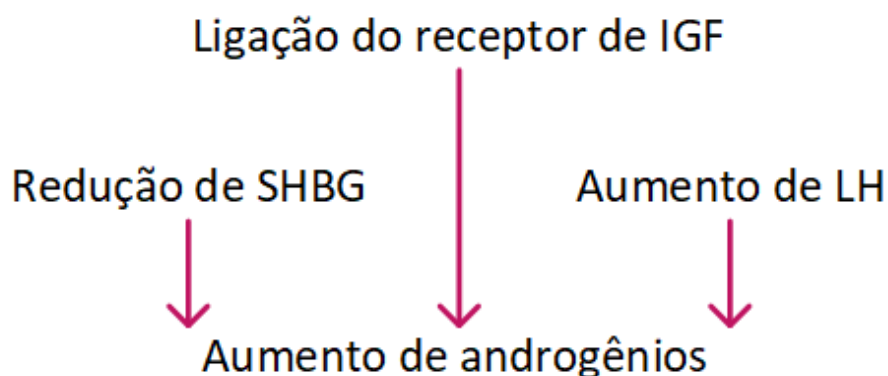 Ligação do receptor de IGF
Redução de SHBG
Aumento de LH
Aumento de androgênios